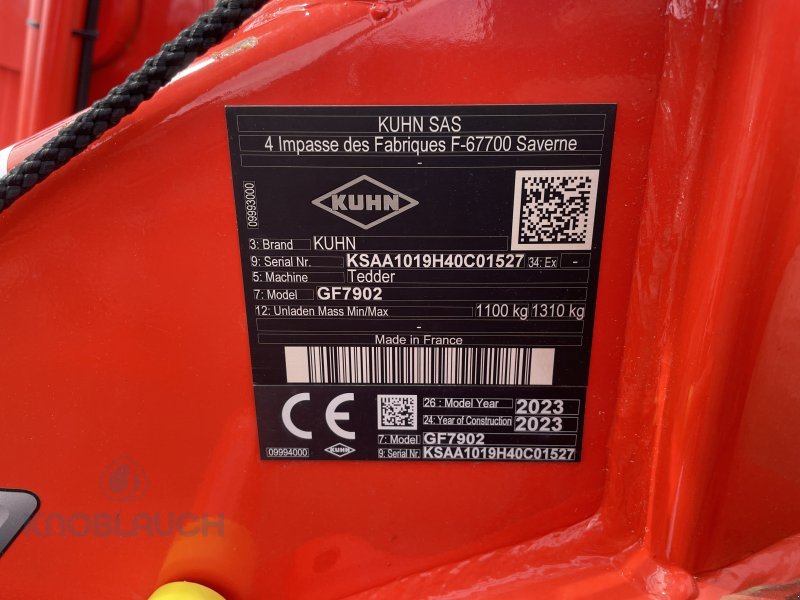 KUHN SAS
4 Impasse des Fabriques F-67700 Saverne
-
09993000
KUHN
3: Brand KUHN
9: Serial Nr. KSAA1019H40C01527 34: Ex -
5: Machine Tedder
7: Model GF7902
12: Unladen Mass Min/Max 1100 kg 1310 kg
-
Made in France
CE
26 : Model Year 2023
24: Year of Construction 2023
7: Model GF7902
09994000 KUHN 9: Serial Nr. KSAA1019H40C01527
KNOBLAUCH